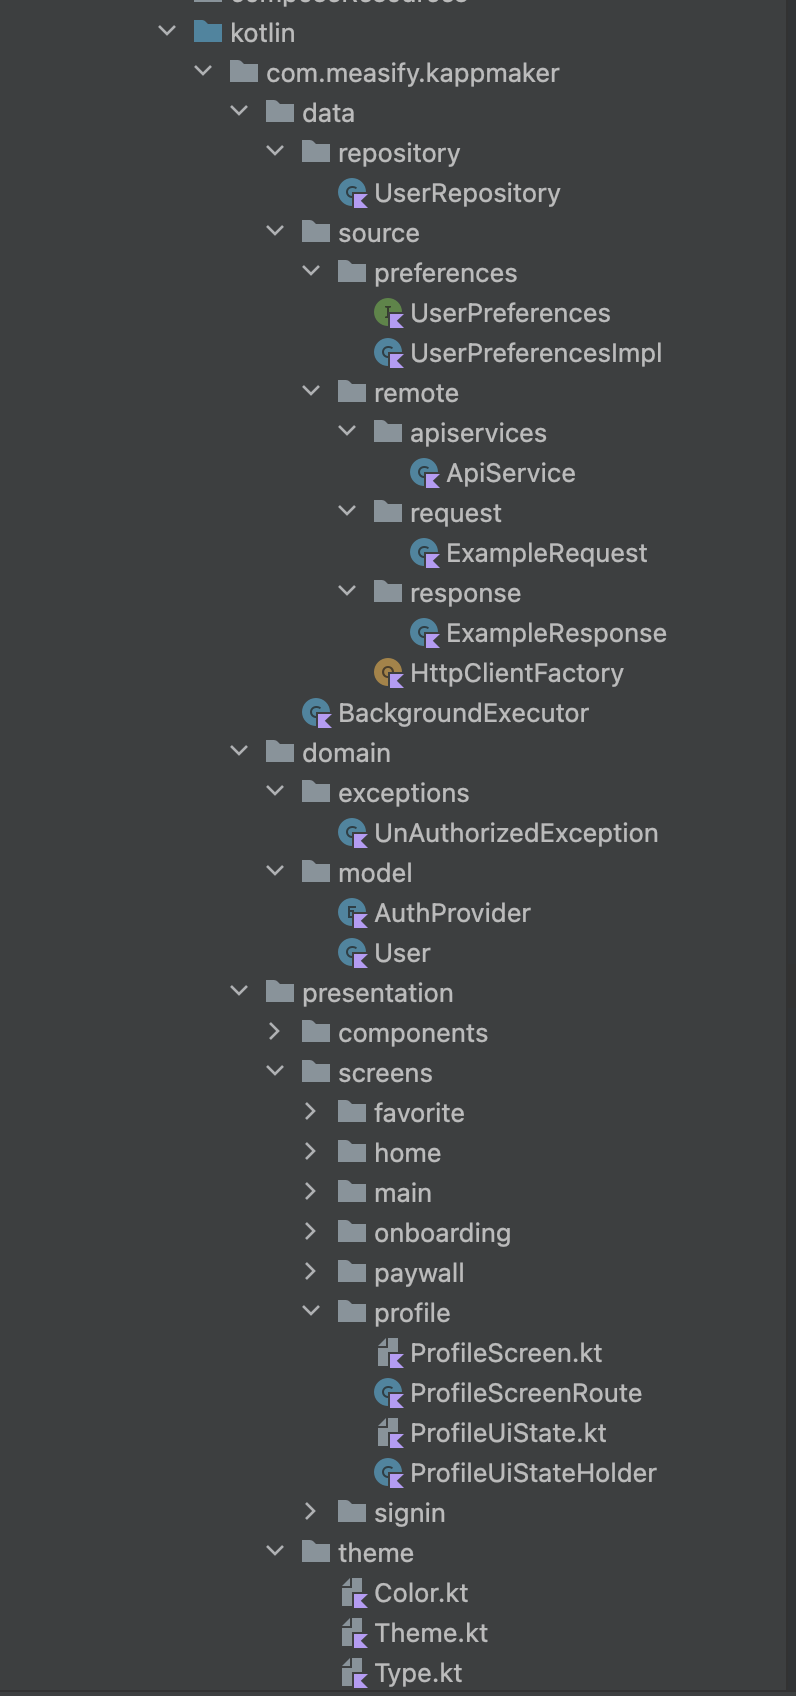 composeResources
kotlin
com.measify.kappmaker
data
repository
UserRepository
source
preferences
UserPreferences
UserPreferencesImpl
remote
apiservices
ApiService
request
ExampleRequest
response
ExampleResponse
HttpClientFactory
BackgroundExecutor
domain
exceptions
UnAuthorizedException
model
AuthProvider
User
presentation
components
screens
favorite
home
main
onboarding
paywall
profile
ProfileScreen.kt
ProfileScreenRoute
ProfileUiState.kt
ProfileUiStateHolder
signin
theme
Color.kt
Theme.kt
Type.kt